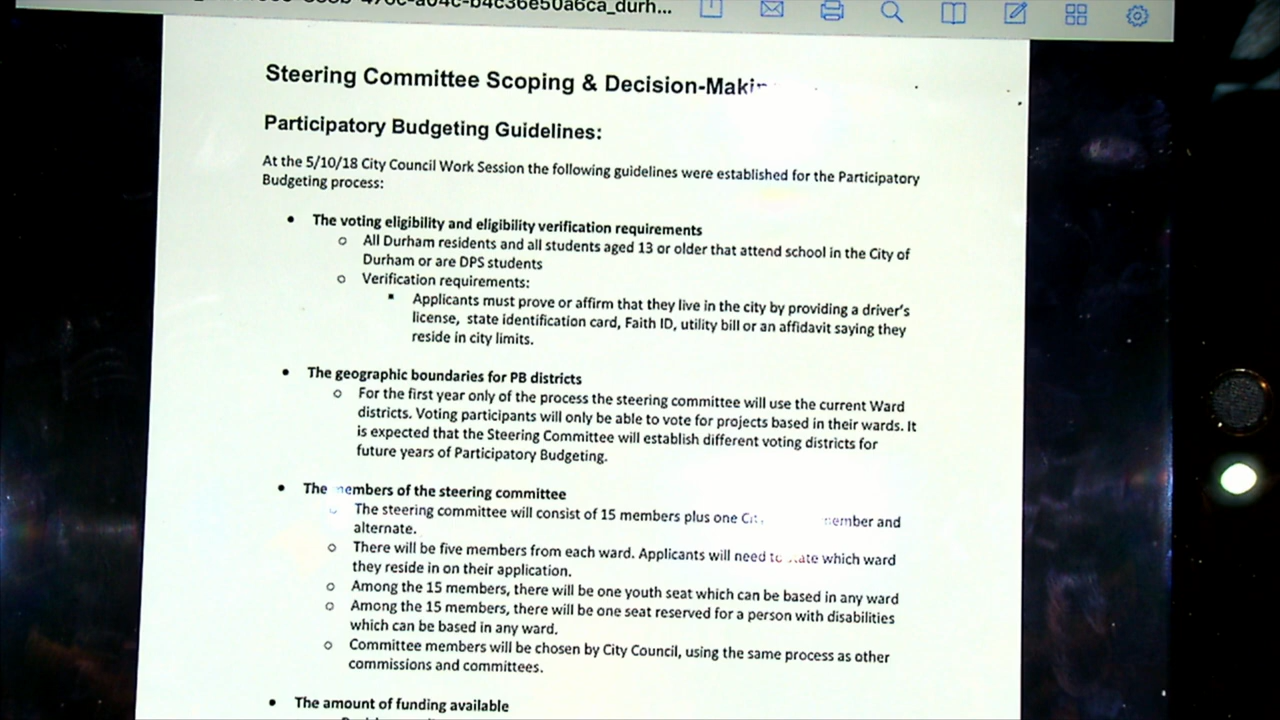 durh...
Steering Committee Scoping & Decision-
Participatory Budgeting Guidelines:
At the 5/10/18 City Council Work Session the following guidelines were established for the Participatory
Budgeting process:
• The voting eligibility and eligibility verification requirements
o All Durham residents and all students aged 13 or older that attend school in the City of
Durham or are DPS students
o Verification requirements:
▪ Applicants must prove or affirm that they live in the city by providing a driver's
license, state identification card, Faith ID, utility bill or an affidavit saying they
reside in city limits.
• The geographic boundaries for PB districts
o For the first year only of the process the steering committee will use the current Ward
districts. Voting participants will only be able to vote for projects based in their wards. It
is expected that the Steering Committee will establish different voting districts for
future years of Participatory Budgeting.
• The members of the steering committee
o The steering committee will consist of 15 members plus one and
alternate.
o There will be five members from each ward. Applicants will need which ward
they reside in on their application.
o Among the 15 members, there will be one youth seat which can be based in any ward
o Among the 15 members, there will be one seat reserved for a person with disabilities
which can be based in any ward.
o Committee members will be chosen by City Council, using the same process as other
commissions and committees.
• The amount of funding available